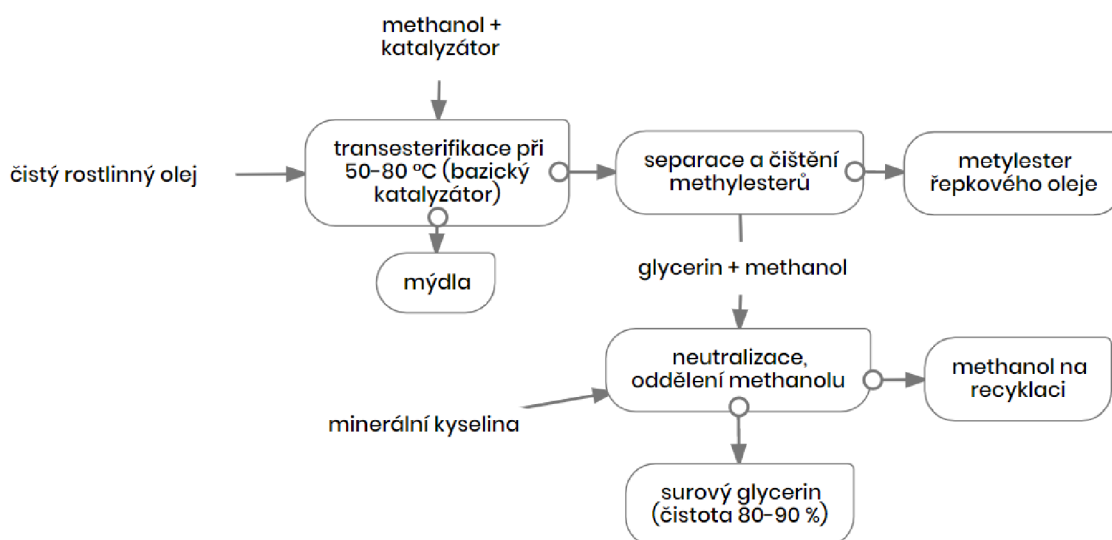 methanol +
katalyzátor
čistý rostlinný olej
transesterifikace při
50-80 °C (bazický
katalyzátor)
separace a čištění
methylesterů
metylester
řepkového oleje
mýdla
glycerin + methanol
neutralizace,
oddělení methanolu
methanol na
recyklaci
minerální kyselina
surový glycerin
(čistota 80-90 %)